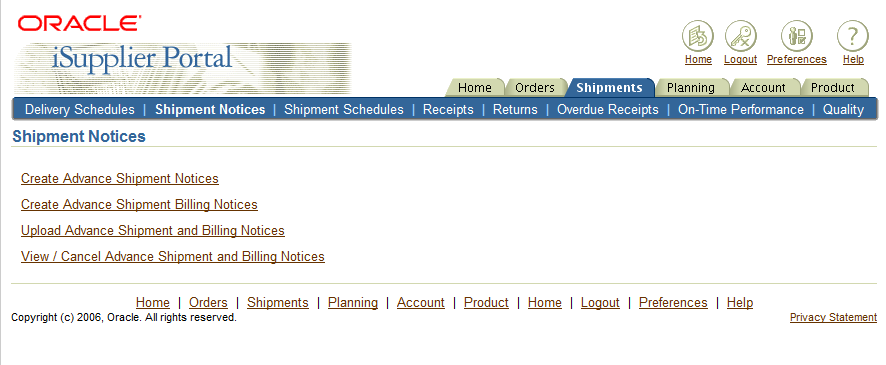 ORACLE®
iSupplier Portal
Home Logout Preferences Help
Home Orders Shipments Planning Account Product
Delivery Schedules | Shipment Notices | Shipment Schedules | Receipts | Returns | Overdue Receipts | On-Time Performance | Quality
Shipment Notices
Create Advance Shipment Notices
Create Advance Shipment Billing Notices
Upload Advance Shipment and Billing Notices
View / Cancel Advance Shipment and Billing Notices
Home | Orders | Shipments | Planning | Account | Product | Home | Logout | Preferences | Help
Copyright (c) 2006, Oracle. All rights reserved. Privacy Statement